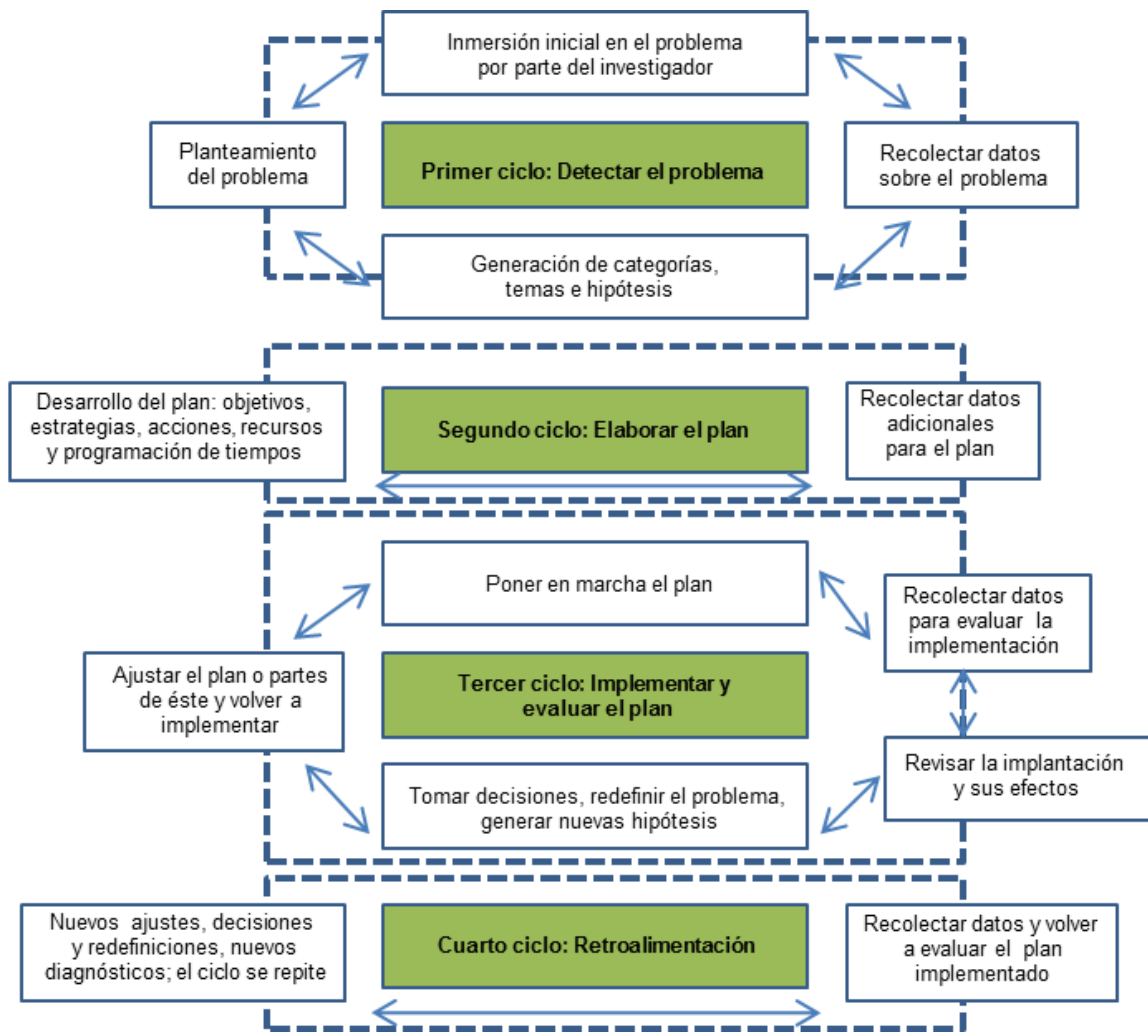 Inmersión inicial en el problema
por parte del investigador
Planteamiento
del problema
Primer ciclo: Detectar el problema
Recolectar datos
sobre el problema
Generación de categorías,
temas e hipótesis
Desarrollo del plan: objetivos,
estrategias, acciones, recursos
y programación de tiempos
Segundo ciclo: Elaborar el plan
Recolectar datos
adicionales
para el plan
Poner en marcha el plan
Recolectar datos
para evaluar la
implementación
Ajustar el plan o partes
de éste y volver a
implementar
Tercer ciclo: Implementar y
evaluar el plan
Revisar la implantación
y sus efectos
Tomar decisiones, redefinir el problema,
generar nuevas hipótesis
Nuevos ajustes, decisiones
y redefiniciones, nuevos
diagnósticos; el ciclo se repite
Cuarto ciclo: Retroalimentación
Recolectar datos y volver
a evaluar el plan
implementado